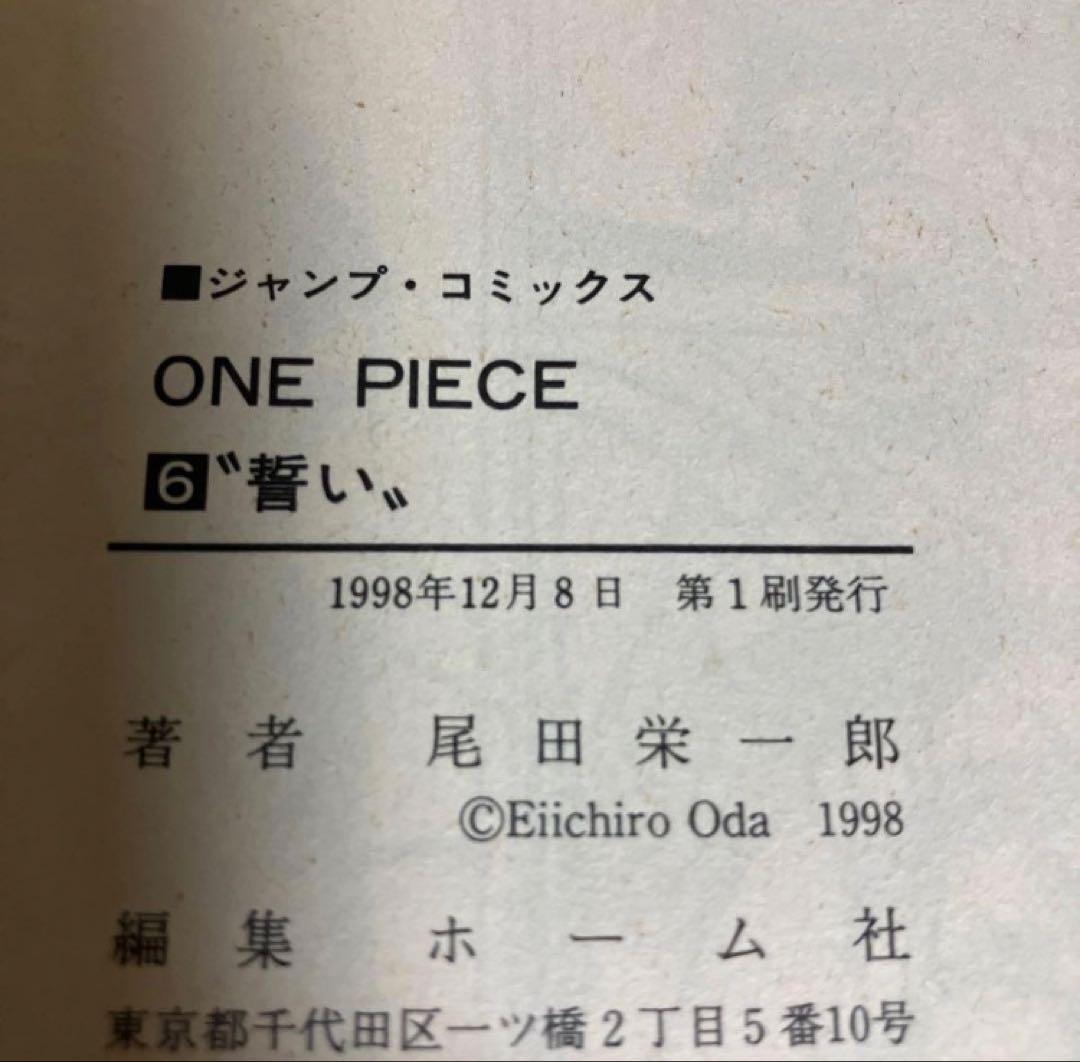 ■ジャンプ・コミックス
ONE PIECE
6〝誓い〟
1998年12月8日 第1刷発行
著者 尾田栄一郎
©Eiichiro Oda 1998
編集 ホーム社
東京都千代田区一ツ橋2丁目5番10号